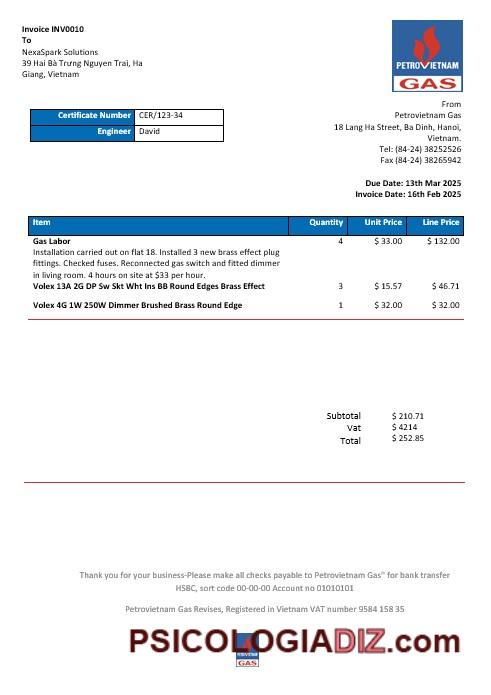 Invoice INV0010
To
NexaSpark Solutions
39 Hai Bà Trưng Nguyen Trai, Ha
Giang, Vietnam
PETROVIETNAM
GAS
Certificate Number CER/123-34
Engineer David
From
Petrovietnam Gas
18 Lang Ha Street, Ba Dinh, Hanoi,
Vietnam.
Tel: (84-24) 38252526
Fax (84-24) 38265942
Due Date: 13th Mar 2025
Invoice Date: 16th Feb 2025
Item Quantity Unit Price Line Price
Gas Labor 4 $ 33.00 $ 132.00
Installation carried out on flat 18. Installed 3 new brass effect plug
fittings. Checked fuses. Reconnected gas switch and fitted dimmer
in living room. 4 hours on site at $33 per hour.
Volex 13A 2G DP Sw Skt Wht Ins BB Round Edges Brass Effect 3 $ 15.57 $ 46.71
Volex 4G 1W 250W Dimmer Brushed Brass Round Edge 1 $ 32.00 $ 32.00
Subtotal $ 210.71
Vat $ 4214
Total $ 252.85
Thank you for your business-Please make all checks payable to Petrovietnam Gas" for bank transfer
HSBC, sort code 00-00-00 Account no 01010101
Petrovietnam Gas Revises, Registered in Vietnam VAT number 9584 158 35
PSICOLOGIADIZ.com
GAS